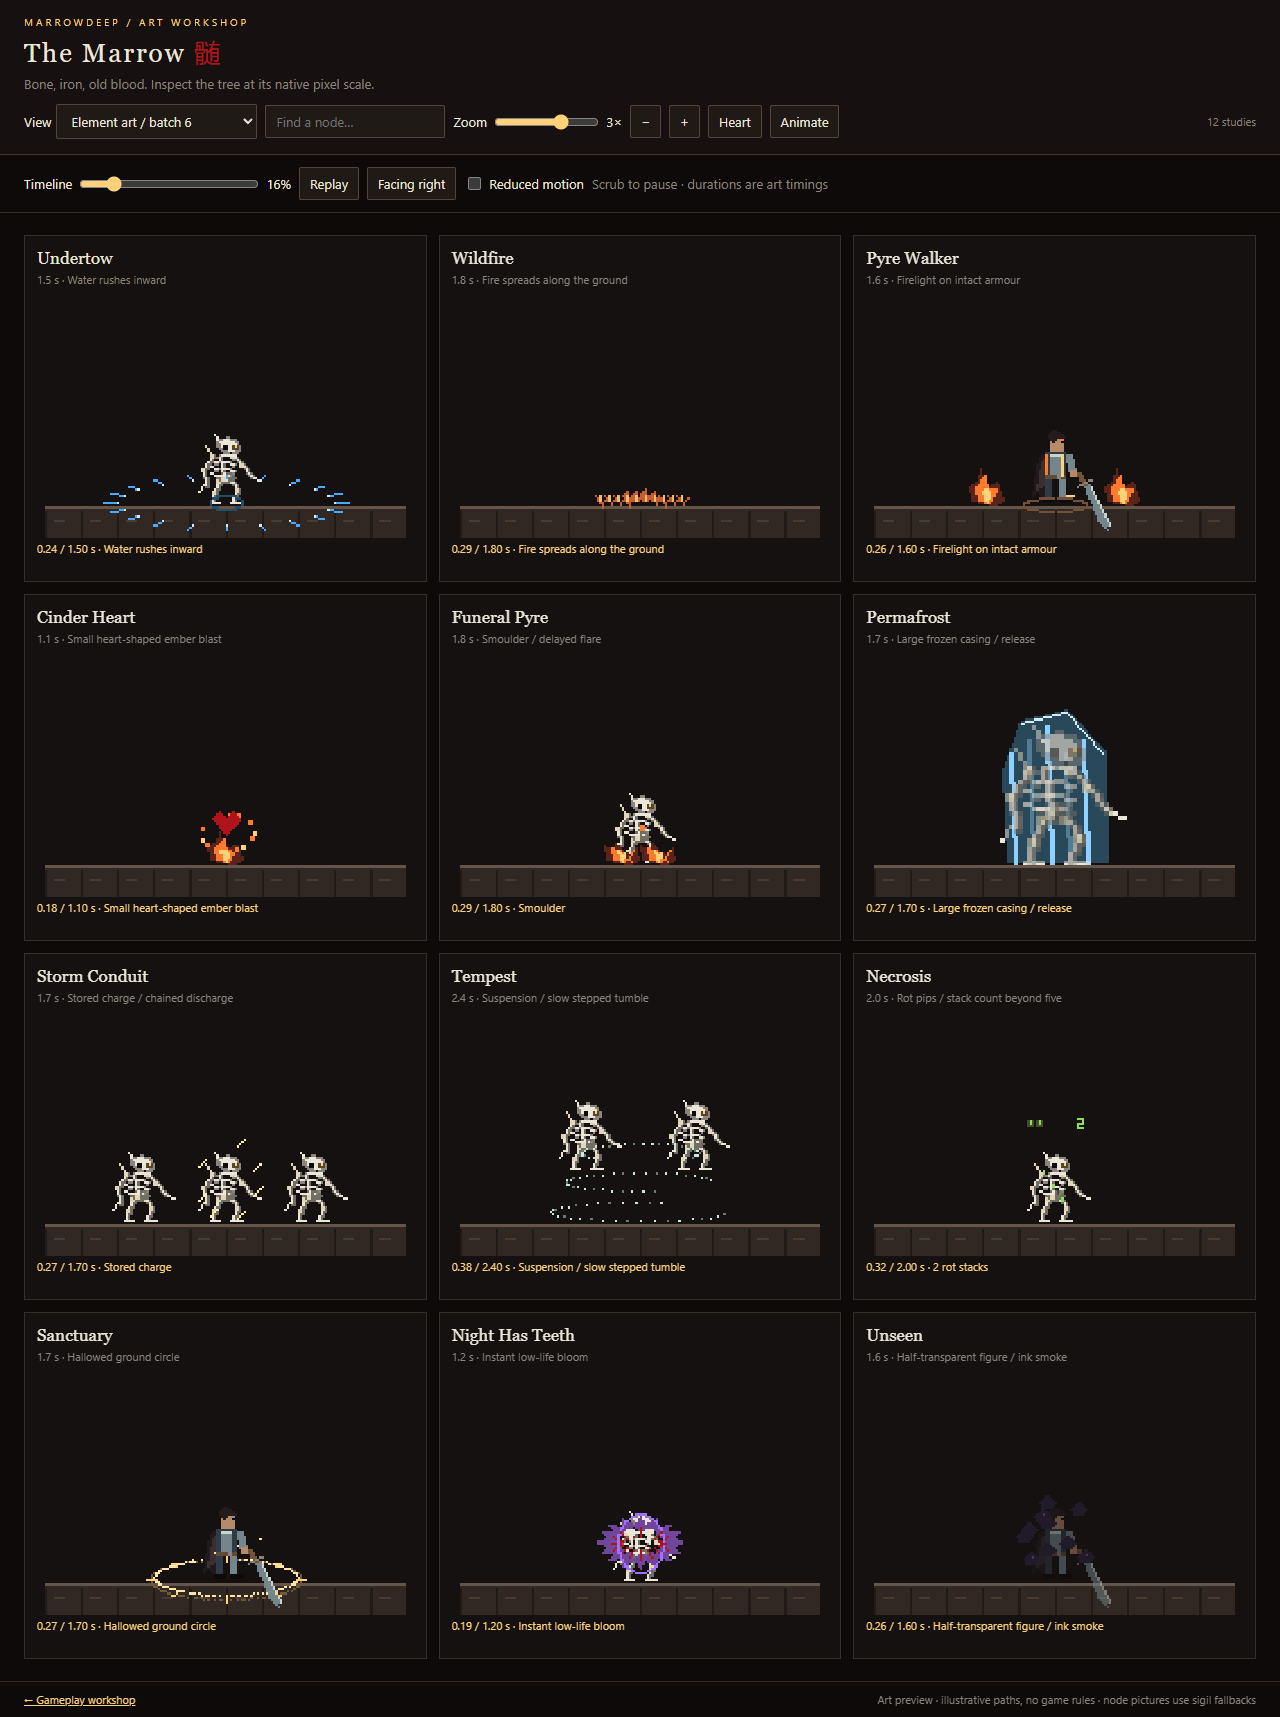 MARROWDEEP / ART WORKSHOP
The Marrow 髄
Bone, iron, old blood. Inspect the tree at its native pixel scale.
View Element art / batch 6 Find a node... Zoom 3× − + Heart Animate 12 studies
Timeline 16% Replay Facing right Reduced motion Scrub to pause · durations are art timings
Undertow
1.5 s · Water rushes inward
0.24 / 1.50 s · Water rushes inward
Wildfire
1.8 s · Fire spreads along the ground
0.29 / 1.80 s · Fire spreads along the ground
Pyre Walker
1.6 s · Firelight on intact armour
0.26 / 1.60 s · Firelight on intact armour
Cinder Heart
1.1 s · Small heart-shaped ember blast
0.18 / 1.10 s · Small heart-shaped ember blast
Funeral Pyre
1.8 s · Smoulder / delayed flare
0.29 / 1.80 s · Smoulder
Permafrost
1.7 s · Large frozen casing / release
0.27 / 1.70 s · Large frozen casing / release
Storm Conduit
1.7 s · Stored charge / chained discharge
0.27 / 1.70 s · Stored charge
Tempest
2.4 s · Suspension / slow stepped tumble
0.38 / 2.40 s · Suspension / slow stepped tumble
Necrosis
2.0 s · Rot pips / stack count beyond five
2
0.32 / 2.00 s · 2 rot stacks
Sanctuary
1.7 s · Hallowed ground circle
0.27 / 1.70 s · Hallowed ground circle
Night Has Teeth
1.2 s · Instant low-life bloom
0.19 / 1.20 s · Instant low-life bloom
Unseen
1.6 s · Half-transparent figure / ink smoke
0.26 / 1.60 s · Half-transparent figure / ink smoke
← Gameplay workshop
Art preview · illustrative paths, no game rules · node pictures use sigil fallbacks